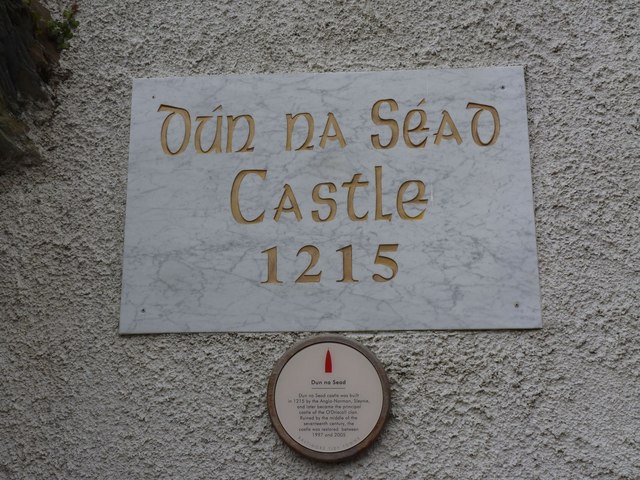 Dún na Séad
Castle
1215
Dun na Sead
Dun na Sead castle was built
in 1215 by the Anglo-Norman, Sleynie,
and later became the principal
castle of the O'Driscoll clan.
Ruined by the middle of the
seventeenth century, the
castle was restored between
1997 and 2005.